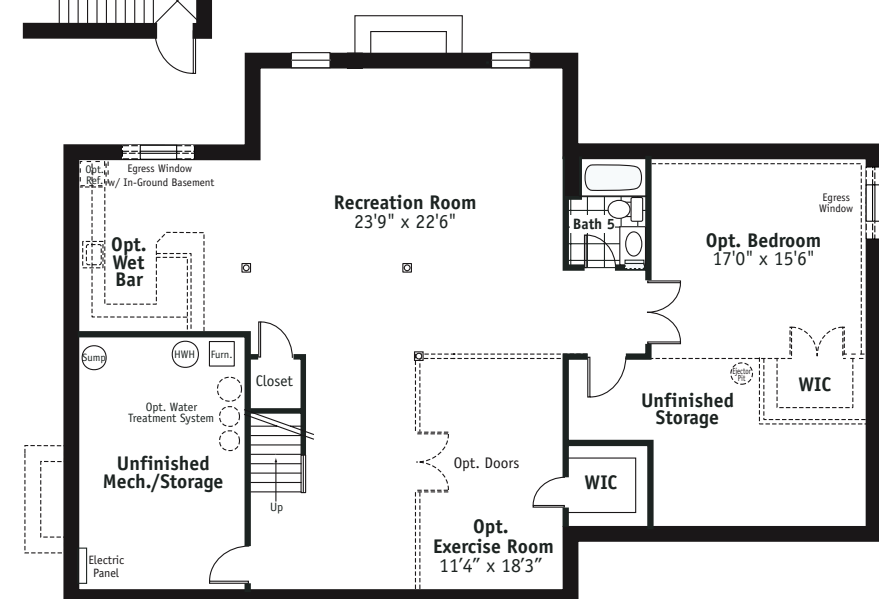 Opt.
Ref.
Egress Window
w/ In-Ground Basement
Recreation Room
23'9" x 22'6"
Bath 5
Egress
Window
Opt. Bedroom
17'0" x 15'6"
Opt.
Wet
Bar
Sump
HWH
Furn.
Closet
Ejector
Pit
WIC
Unfinished
Storage
Opt. Water
Treatment System
Unfinished
Mech./Storage
Opt. Doors
WIC
Up
Opt.
Exercise Room
11’4” x 18’3”
Electric
Panel